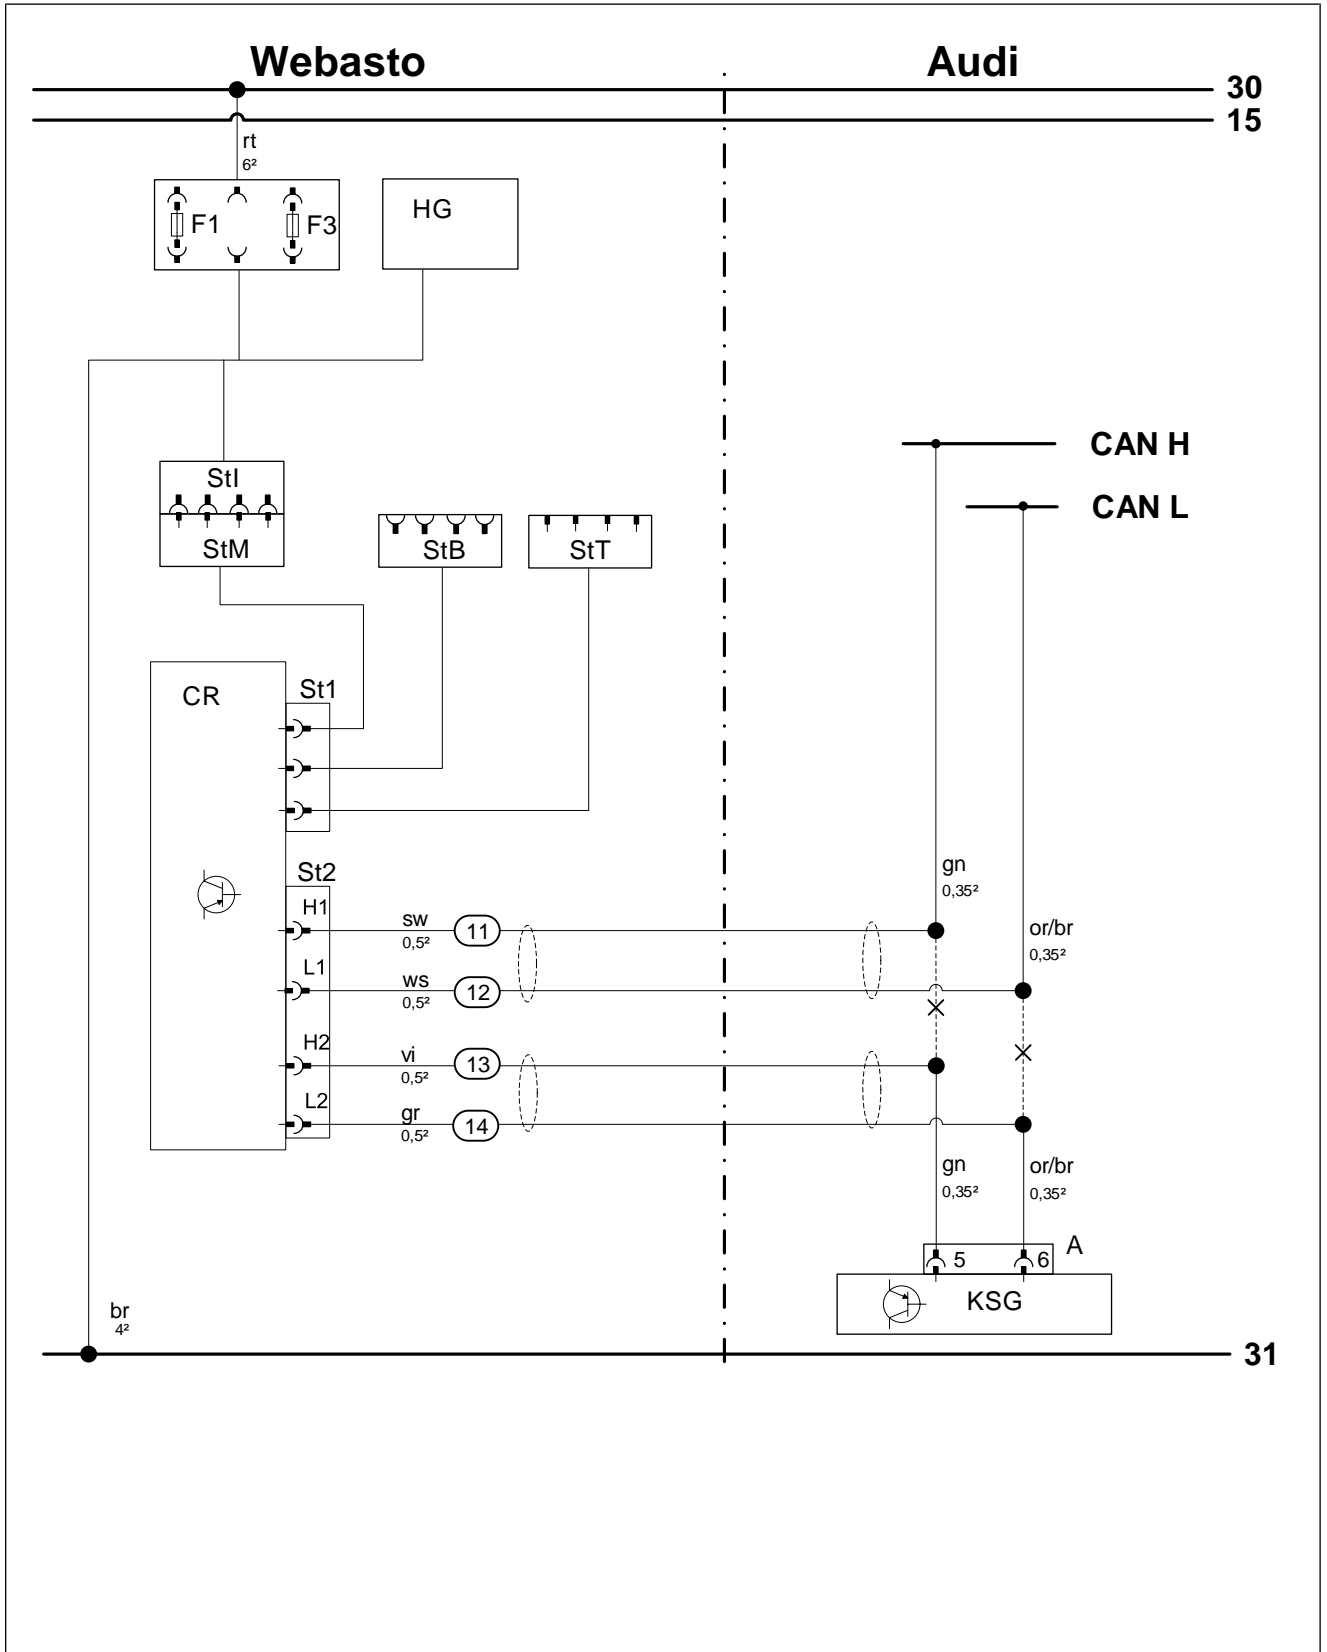 Webasto
Audi
30
15
rt
6²
F1
F3
HG
CAN H
CAN L
StI
StM
StB
StT
CR
St1
St2
H1
sw
0,5²
11
L1
ws
0,5²
12
H2
vi
0,5²
13
L2
gr
0,5²
14
gn
0,35²
or/br
0,35²
gn
0,35²
or/br
0,35²
A
5
6
KSG
br
4²
31